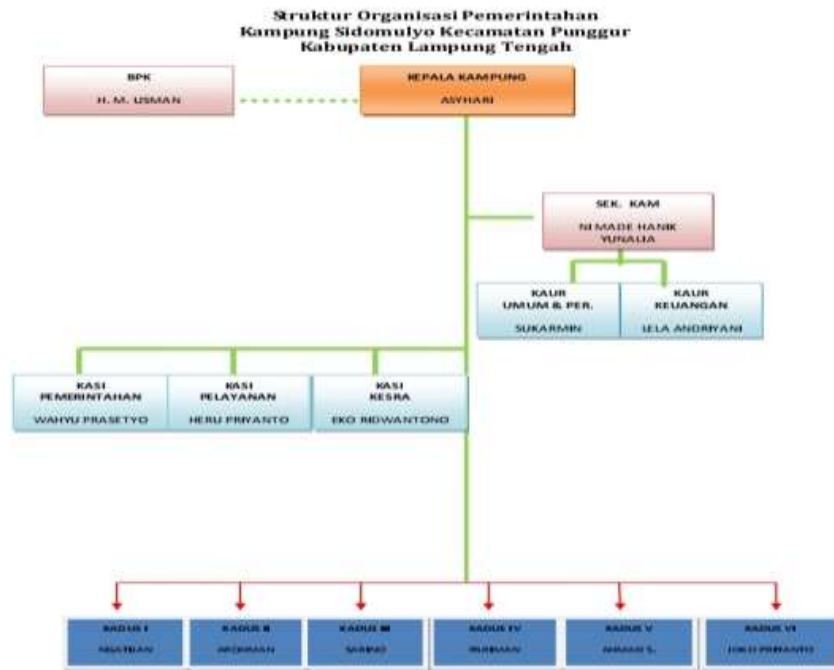 Struktur Organisasi Pemerintahan
Kampung Sidomulyo Kecamatan Punggur
Kabupaten Lampung Tengah
BPK
H. M. USMAN
KEPALA KAMPUNG
ASYHARI
SEK. KAM
NI MADE HANIK
YUNALIA
KAUR
UMUM & PER.
SUKARMIN
KAUR
KEUANGAN
LELA ANDRIYANI
KASI
PEMERINTAHAN
WAHYU PRASETYO
KASI
PELAYANAN
HERU PRIYANTO
KASI
KESRA
EKO RIDWANTONO
KADUS I
KADUS II
KADUS III
SARINO
KADUS IV
KADUS V
KADUS VI
JOKO PRIYANTO